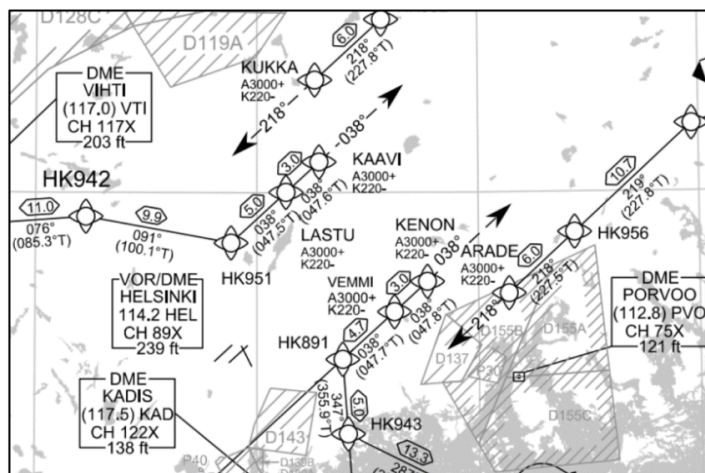 D128C
D119A
6.0
218°
(227.8°T)
KUKKA
A3000+
K220-
218°
DME
VIHTI
(117.0) VTI
CH 117X
203 ft
038°
3.0
KAAVI
A3000+
K220-
038°
(047.6°T)
HK942
11.0
076°
(085.3°T)
9.9
091°
(100.1°T)
5.0
038°
(047.5°T)
LASTU
A3000+
K220-
HK951
10.7
219°
(227.8°T)
KENON
A3000+
K220-
038°
ARADE
A3000+
K220-
6.0
218°
(227.5°T)
HK956
VOR/DME
HELSINKI
114.2 HEL
CH 89X
239 ft
VEMMI
A3000+
K220-
3.0
038°
(047.8°T)
218°
DME
PORVOO
(112.8) PVO
CH 75X
121 ft
HK891
4.7
038°
(047.7°T)
D155B
D155A
D137
DME
KADIS
(117.5) KAD
CH 122X
138 ft
347°
(355.9°T)
5.0
HK943
D155C
D143
13.3
287°
P40
D139B